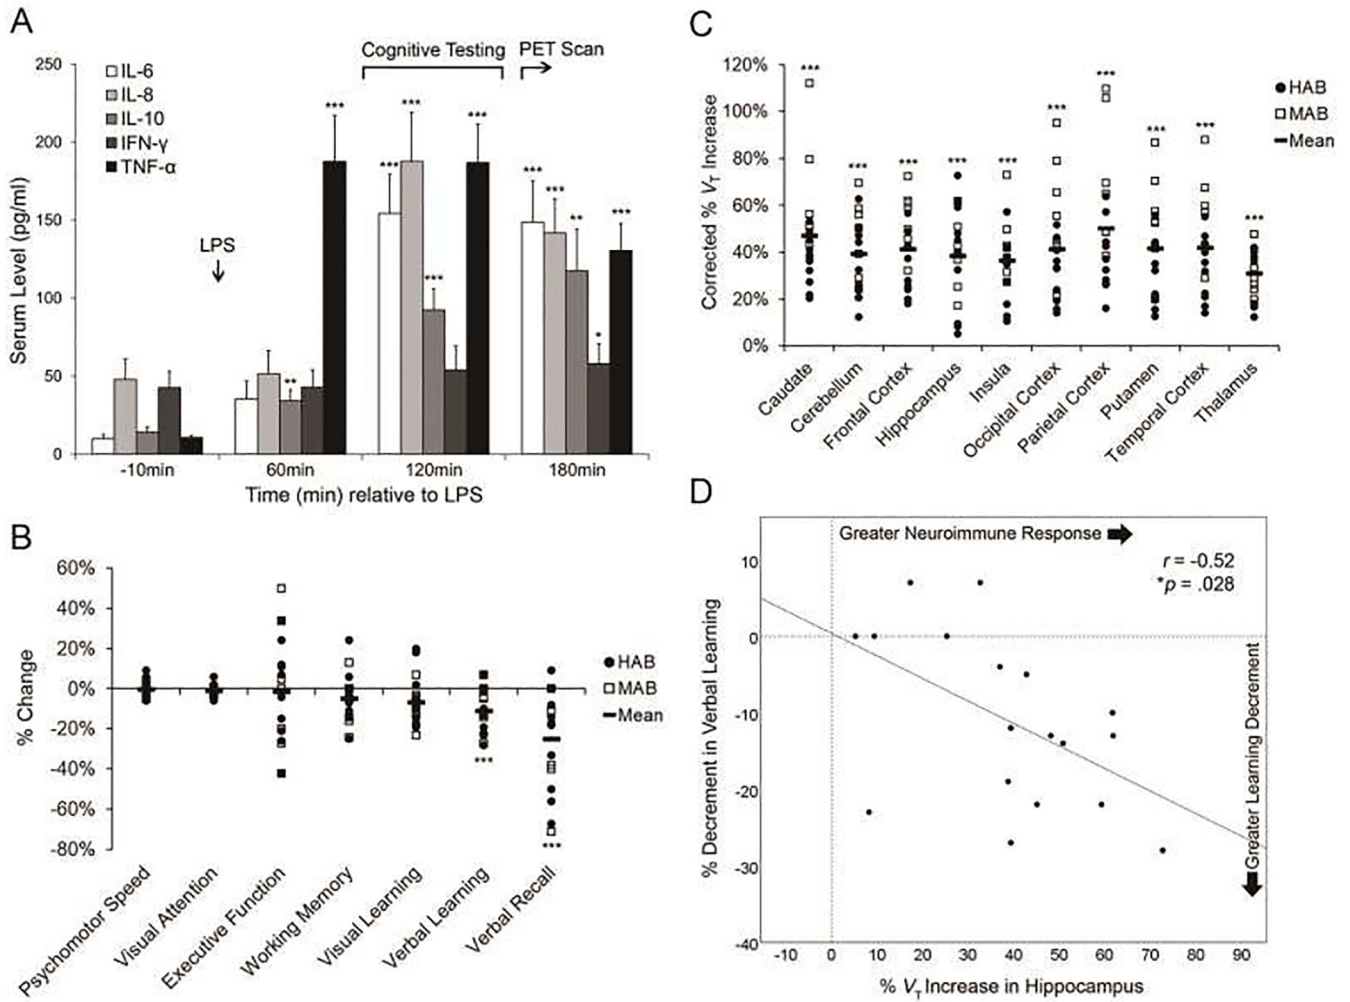 A
Cognitive Testing
PET Scan
250
200
150
100
50
0
Serum Level (pg/ml)
IL-6
IL-8
IL-10
IFN-γ
TNF-α
LPS
***
***
***
***
***
***
***
***
***
**
**
*
-10min
60min
120min
180min
Time (min) relative to LPS
B
60%
40%
20%
0%
-20%
-40%
-60%
-80%
% Change
HAB
MAB
Mean
***
***
Psychomotor Speed
Visual Attention
Executive Function
Working Memory
Visual Learning
Verbal Learning
Verbal Recall
C
120%
100%
80%
60%
40%
20%
0%
Corrected % VT Increase
*** *** *** *** *** *** *** *** *** ***
HAB
MAB
Mean
Caudate
Cerebellum
Frontal Cortex
Hippocampus
Insula
Occipital Cortex
Parietal Cortex
Putamen
Temporal Cortex
Thalamus
D
Greater Neuroimmune Response
r = -0.52
*p = .028
Greater Learning Decrement
10
0
-10
-20
-30
-40
% Decrement in Verbal Learning
-10 0 10 20 30 40 50 60 70 80 90
% VT Increase in Hippocampus